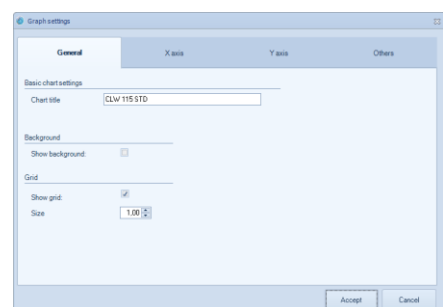 Graph settings
General X axis Y axis Others
Basic chart settings
Chart title CLW 115 STD
Background
Show background:
Grid
Show grid:
Size 1.00
Accept Cancel